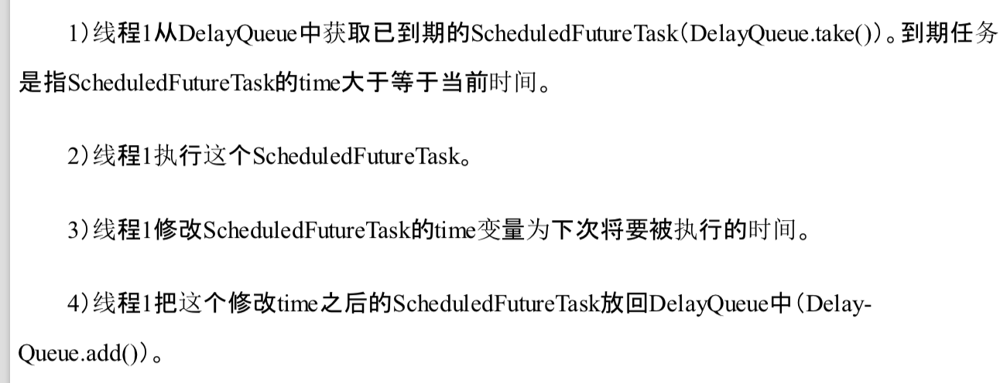 1)线程1从DelayQueue中获取已到期的ScheduledFutureTask(DelayQueue.take())。到期任务
是指ScheduledFutureTask的time大于等于当前时间。
2)线程1执行这个ScheduledFutureTask。
3)线程1修改ScheduledFutureTask的time变量为下次将要被执行的时间。
4)线程1把这个修改time之后的ScheduledFutureTask放回DelayQueue中(Delay-
Queue.add())。